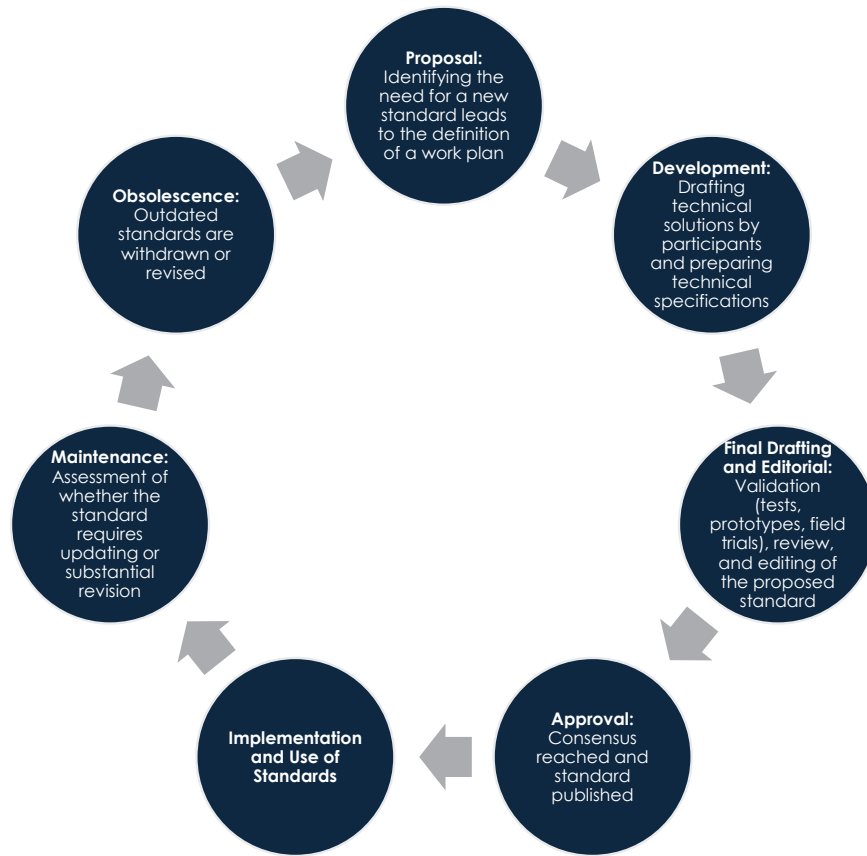 Proposal:
Identifying the
need for a new
standard leads
to the definition
of a work plan
Development:
Drafting
technical
solutions by
participants
and preparing
technical
specifications
Final Drafting
and Editorial:
Validation
(tests,
prototypes, field
trials), review,
and editing of
the proposed
standard
Approval:
Consensus
reached and
standard
published
Implementation
and Use of
Standards
Maintenance:
Assessment of
whether the
standard
requires
updating or
substantial
revision
Obsolescence:
Outdated
standards are
withdrawn or
revised